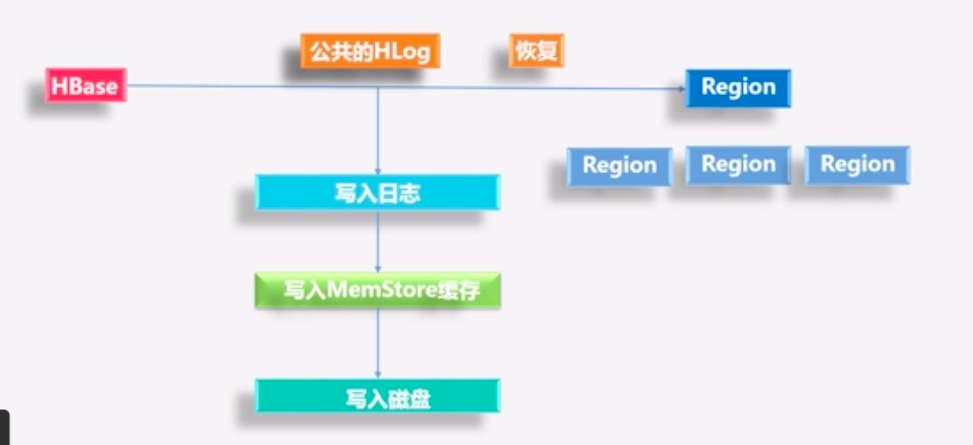 公共的HLog
恢复
HBase
Region
Region
Region
Region
写入日志
写入MemStore缓存
写入磁盘